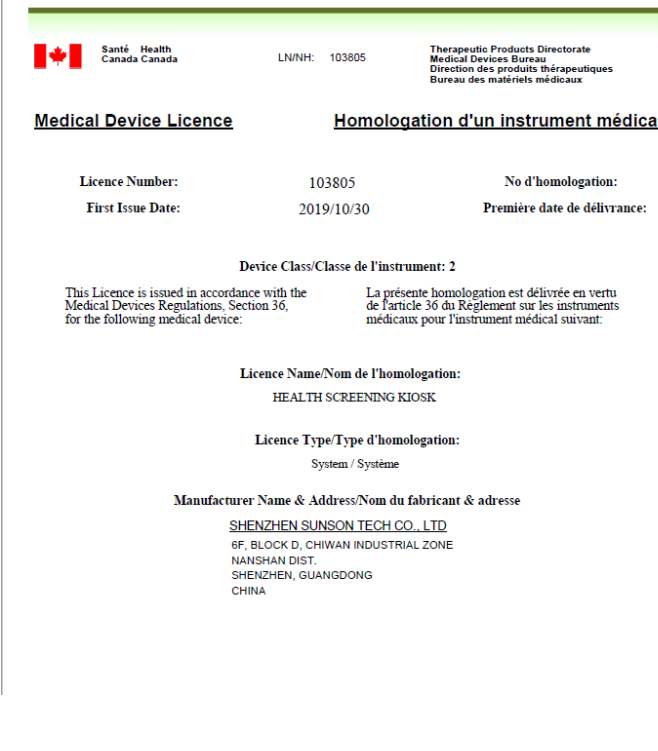 Santé Health
Canada Canada
LN/NH: 103805
Therapeutic Products Directorate
Medical Devices Bureau
Direction des produits thérapeutiques
Bureau des matériels médicaux
Medical Device Licence
Homologation d'un instrument médica
Licence Number: 103805 No d'homologation:
First Issue Date: 2019/10/30 Première date de délivrance:
Device Class/Classe de l'instrument: 2
This Licence is issued in accordance with the
Medical Devices Regulations, Section 36,
for the following medical device:
La présente homologation est délivrée en vertu
de l'article 36 du Règlement sur les instruments
médicaux pour l'instrument médical suivant:
Licence Name/Nom de l'homologation:
HEALTH SCREENING KIOSK
Licence Type/Type d'homologation:
System / Système
Manufacturer Name & Address/Nom du fabricant & adresse
SHENZHEN SUNSON TECH CO., LTD
6F, BLOCK D, CHIWAN INDUSTRIAL ZONE
NANSHAN DIST.
SHENZHEN, GUANGDONG
CHINA